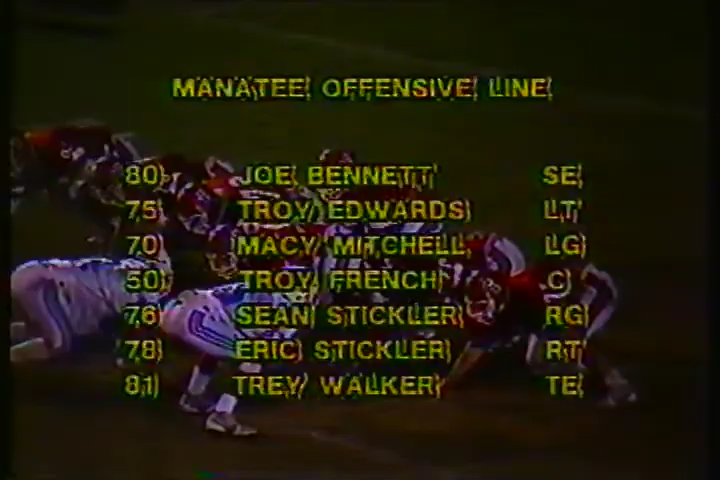 MANATEE OFFENSIVE LINE
80 JOE BENNETT SE
75 TROY EDWARDS LT
70 MACY MITCHELL LG
50 TROY FRENCH C
76 SEAN STICKLER RG
78 ERIC STICKLER RT
81 TREY WALKER TE